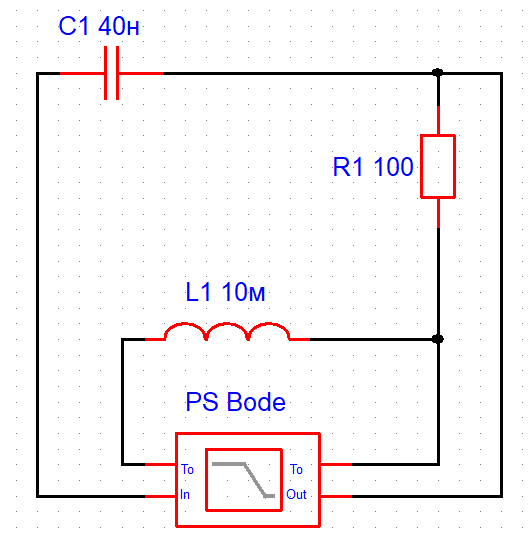 C1 40н
R1 100
L1 10м
PS Bode
To To
In Out